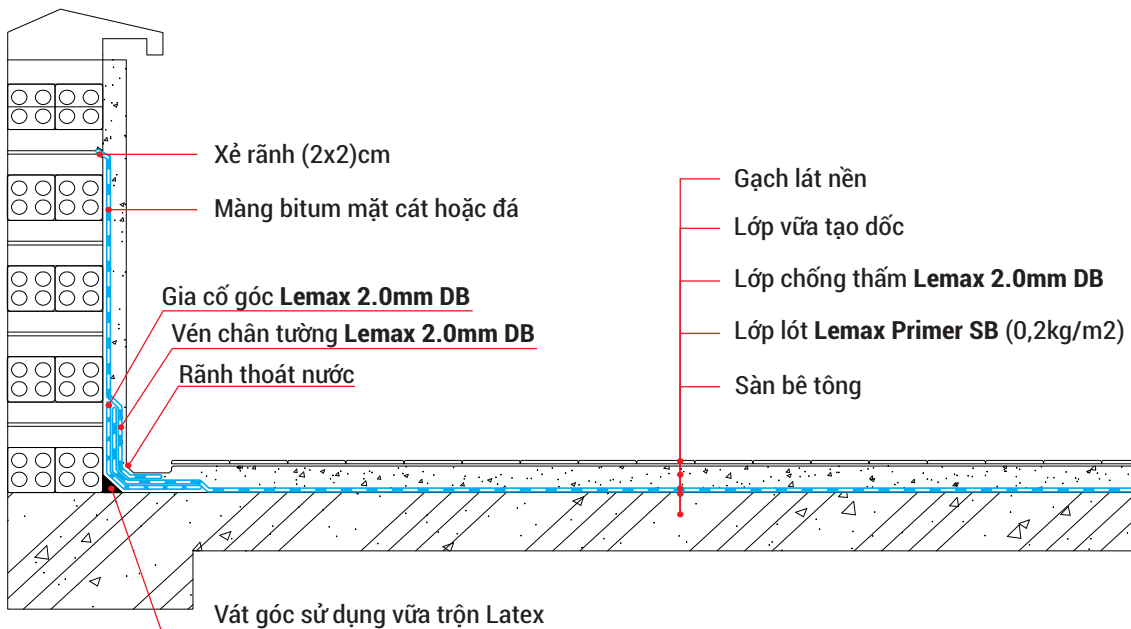 Xẻ rãnh (2x2)cm
Màng bitum mặt cát hoặc đá
Gia cố góc Lemax 2.0mm DB
Vén chân tường Lemax 2.0mm DB
Rãnh thoát nước
Gạch lát nền
Lớp vữa tạo dốc
Lớp chống thấm Lemax 2.0mm DB
Lớp lót Lemax Primer SB (0,2kg/m2)
Sàn bê tông
Vát góc sử dụng vữa trộn Latex